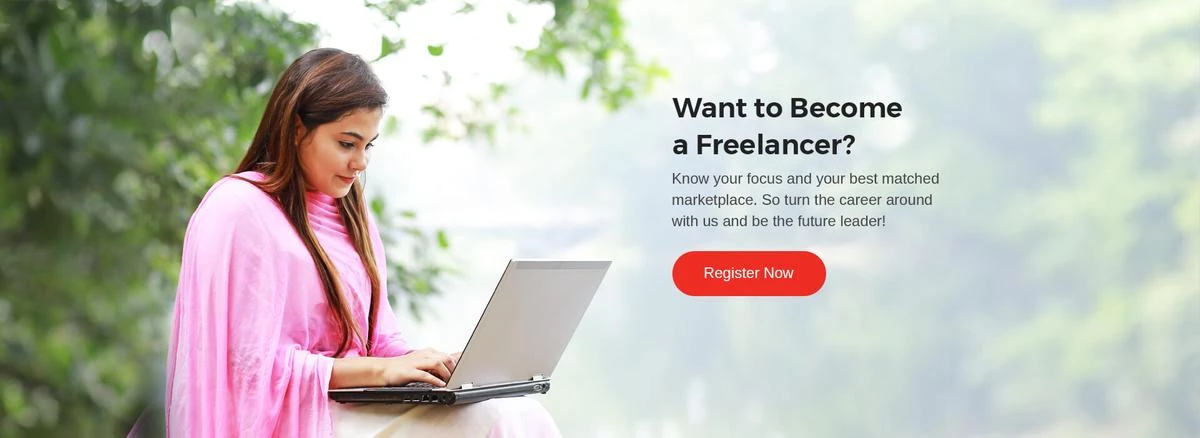 Want to Become
a Freelancer?
Know your focus and your best matched
marketplace. So turn the career around
with us and be the future leader!
Register Now